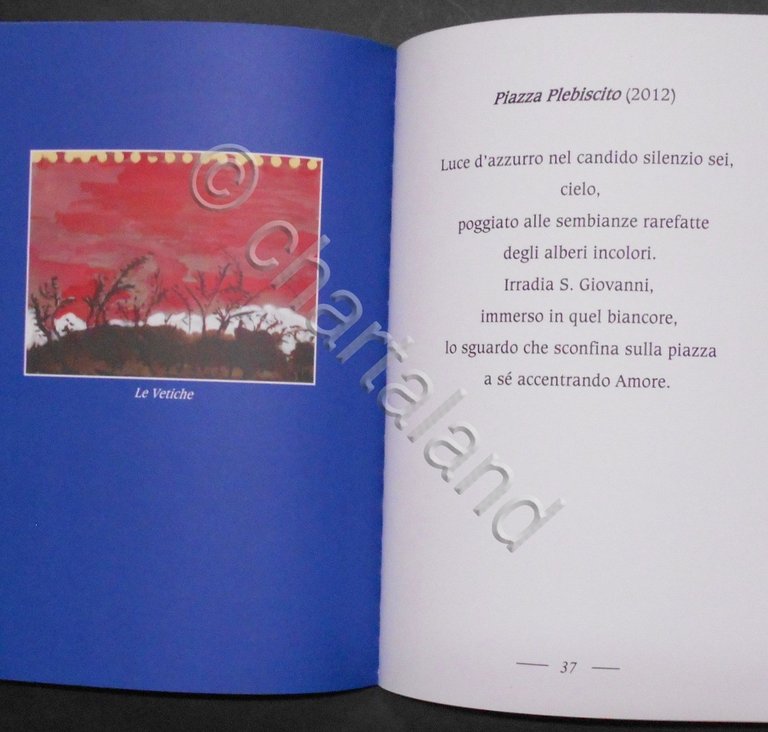 Le Vetiche
Piazza Plebiscito (2012)
Luce d'azzurro nel candido silenzio sei,
cielo,
poggiato alle sembianze rarefatte
degli alberi incolori.
Irradia S. Giovanni,
immerso in quel biancore,
lo sguardo che sconfina sulla piazza
a sé accentrando Amore.
37
© chartaland